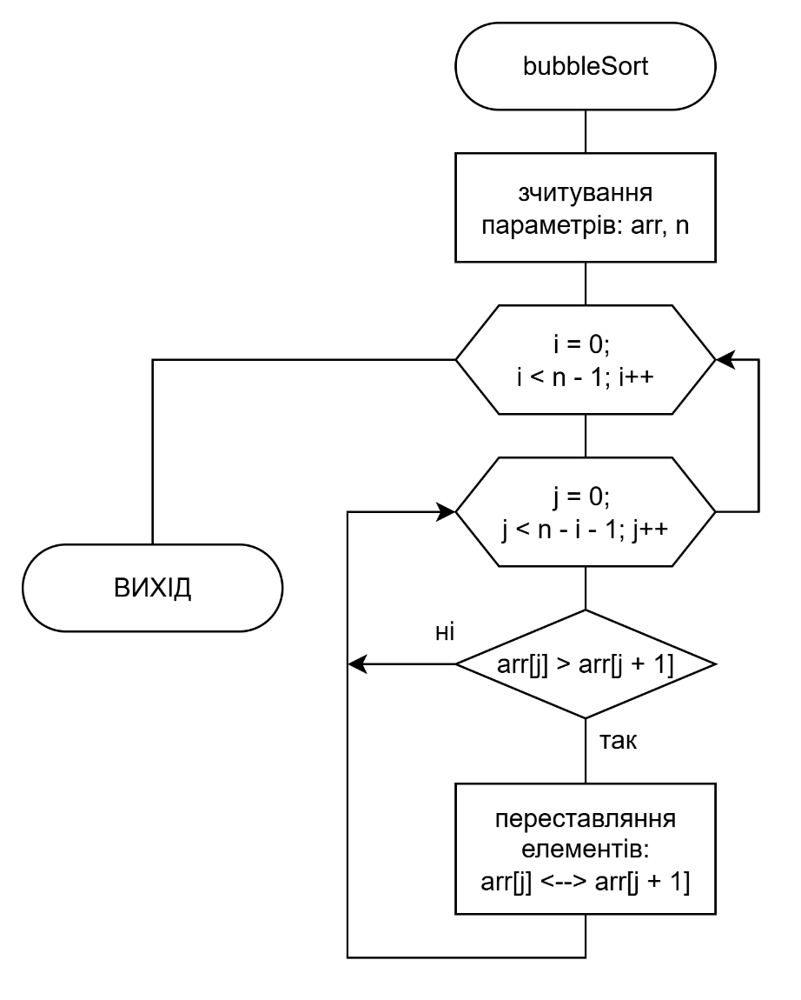 bubbleSort
зчитування
параметрів: arr, n
i = 0;
i < n - 1; i++
j = 0;
j < n - i - 1; j++
ВИХІД
ні
arr[j] > arr[j + 1]
так
переставляння
елементів:
arr[j] <--> arr[j + 1]